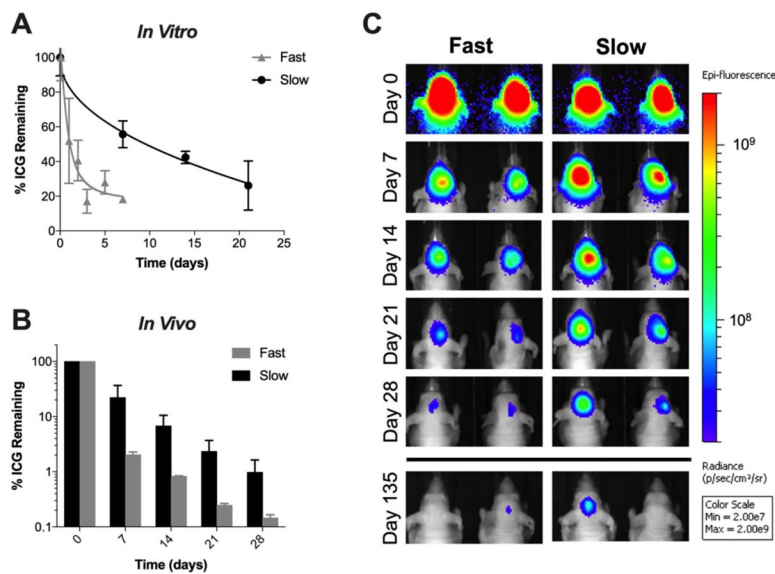 A
In Vitro
Fast
Slow
% ICG Remaining
100
80
60
40
20
0
0 5 10 15 20 25
Time (days)
B
In Vivo
Fast
Slow
% ICG Remaining
100
10
1
0.1
0 7 14 21 28
Time (days)
C
Fast Slow
Day 0
Day 7
Day 14
Day 21
Day 28
Day 135
Epi-fluorescence
10⁹
10⁸
Radiance
(p/sec/cm²/sr)
Color Scale
Min = 2.00e7
Max = 2.00e9